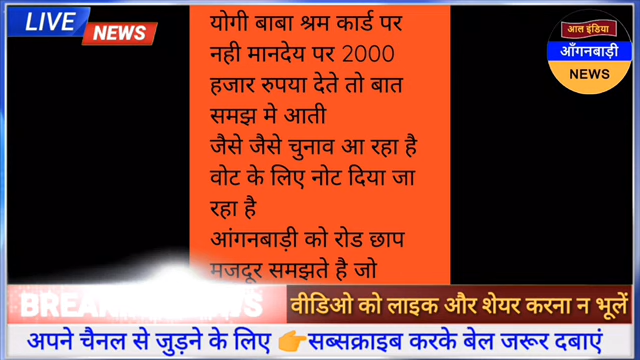 LIVE NEWS
आल इंडिया
आँगनबाड़ी
NEWS
योगी बाबा श्रम कार्ड पर
नही मानदेय पर 2000
हजार रुपया देते तो बात
समझ मे आती
जैसे जैसे चुनाव आ रहा है
वोट के लिए नोट दिया जा
रहा है
आंगनबाड़ी को रोड छाप
मजदूर समझते है जो
वीडिओ को लाइक और शेयर करना न भूलें
अपने चैनल से जुड़ने के लिए 👉सब्सक्राइब करके बेल जरूर दबाएं